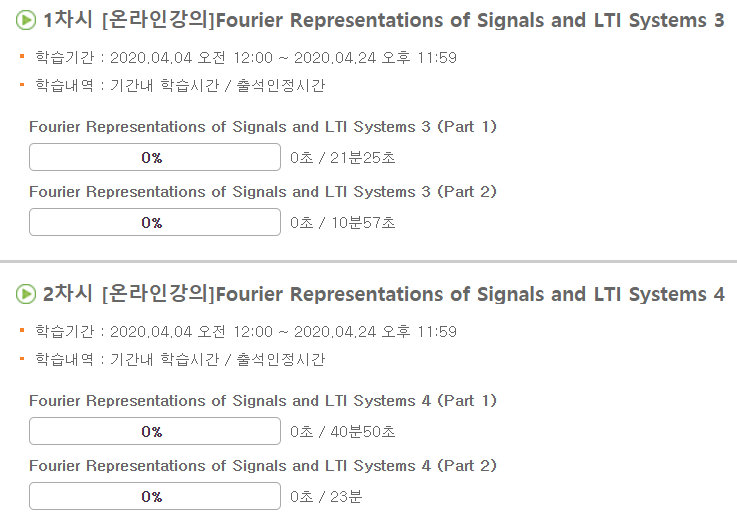 1차시 [온라인강의]Fourier Representations of Signals and LTI Systems 3
학습기간 : 2020.04.04 오전 12:00 ~ 2020.04.24 오후 11:59
학습내역 : 기간내 학습시간 / 출석인정시간
Fourier Representations of Signals and LTI Systems 3 (Part 1)
0% 0초 / 21분25초
Fourier Representations of Signals and LTI Systems 3 (Part 2)
0% 0초 / 10분57초
2차시 [온라인강의]Fourier Representations of Signals and LTI Systems 4
학습기간 : 2020.04.04 오전 12:00 ~ 2020.04.24 오후 11:59
학습내역 : 기간내 학습시간 / 출석인정시간
Fourier Representations of Signals and LTI Systems 4 (Part 1)
0% 0초 / 40분50초
Fourier Representations of Signals and LTI Systems 4 (Part 2)
0% 0초 / 23분